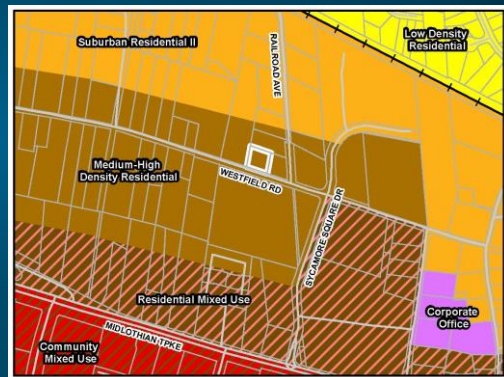 Suburban Residential II
RAILROAD AVE
Low Density
Residential
Medium-High
Density Residential
WESTFIELD RD
SYCAMORE SQUARE DR
Residential Mixed Use
MIDLOTHIAN TPKE
Corporate
Office
Community
Mixed Use